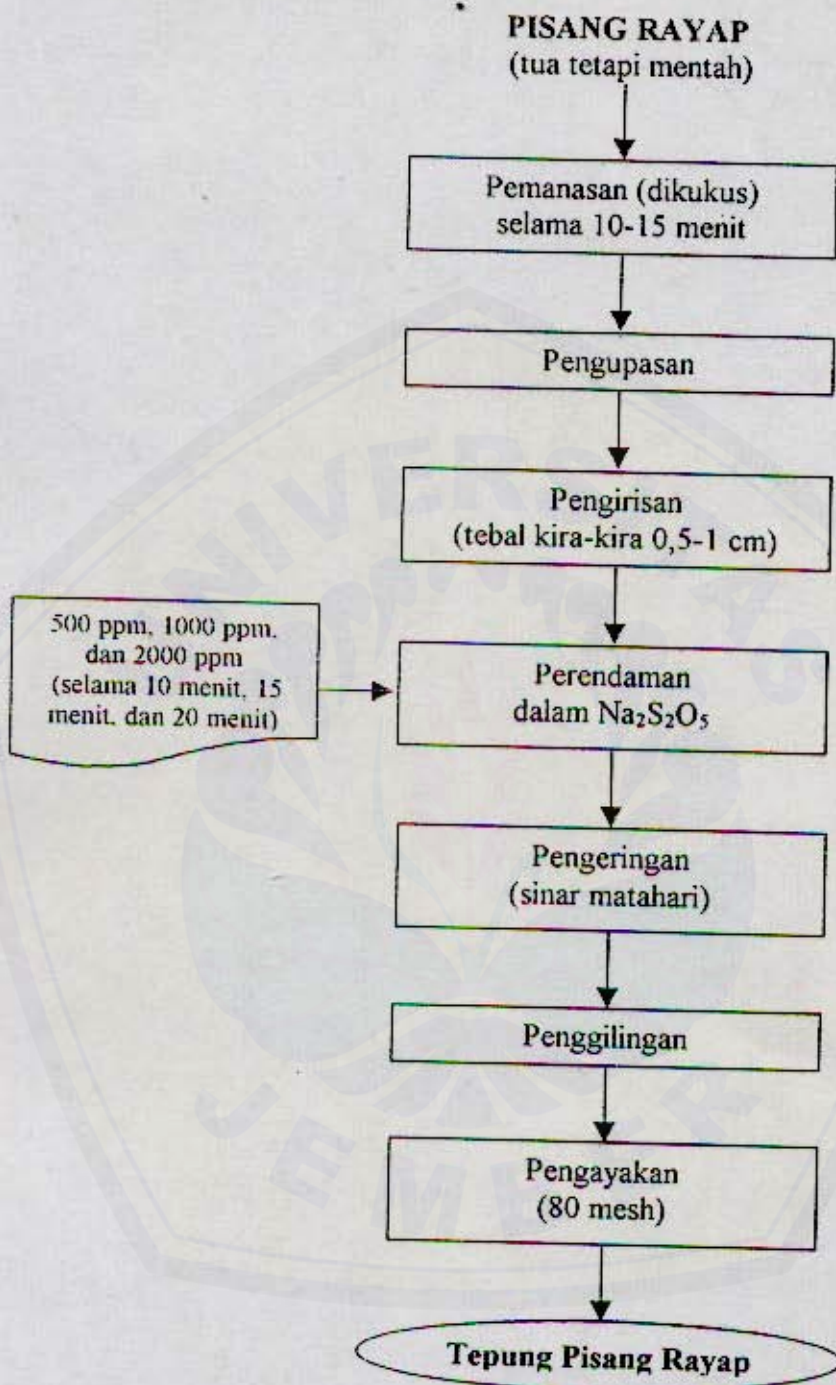 PISANG RAYAP
(tua tetapi mentah)
Pemanasan (dikukus)
selama 10-15 menit
Pengupasan
Pengirisan
(tebal kira-kira 0,5-1 cm)
500 ppm, 1000 ppm,
dan 2000 ppm
(selama 10 menit, 15
menit, dan 20 menit)
Perendaman
dalam Na₂S₂O₅
Pengeringan
(sinar matahari)
Penggilingan
Pengayakan
(80 mesh)
Tepung Pisang Rayap
UNIVERSITAS
JEMBER